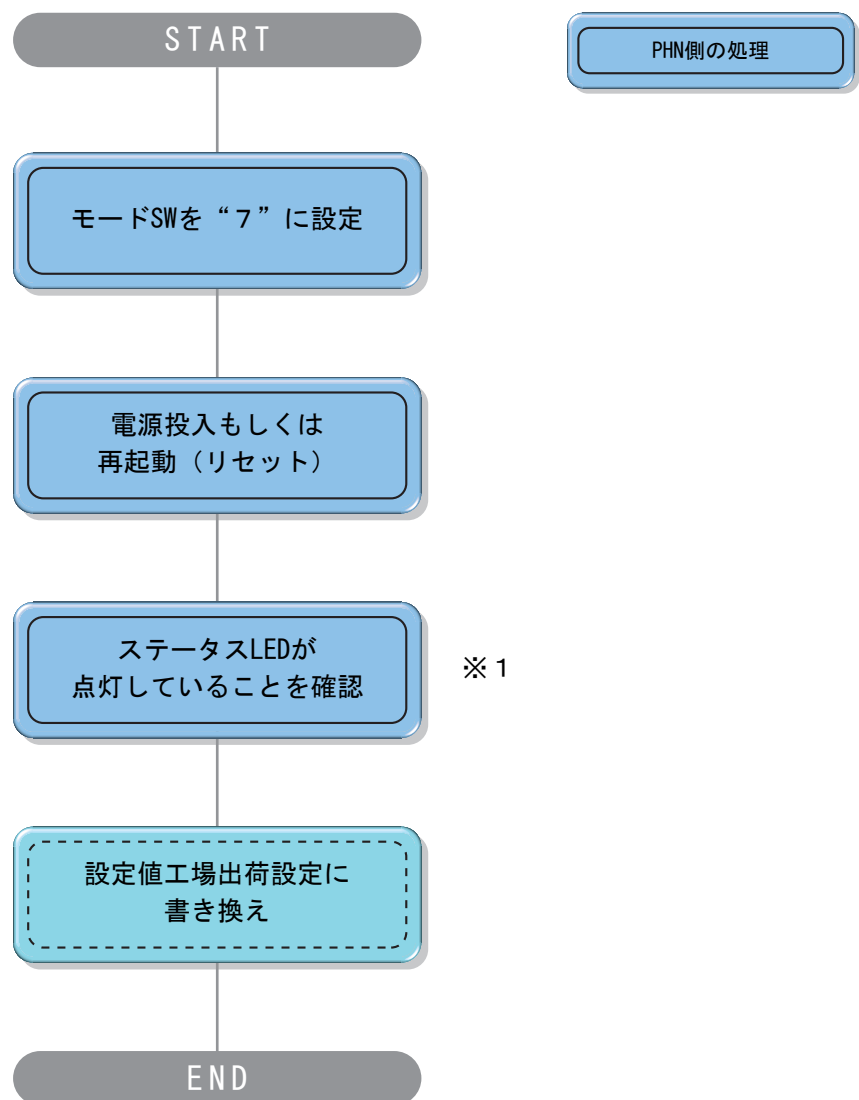 START
PHN側の処理
モードSWを“７”に設定
電源投入もしくは
再起動（リセット）
ステータスLEDが
点灯していることを確認
※１
設定値工場出荷設定に
書き換え
END